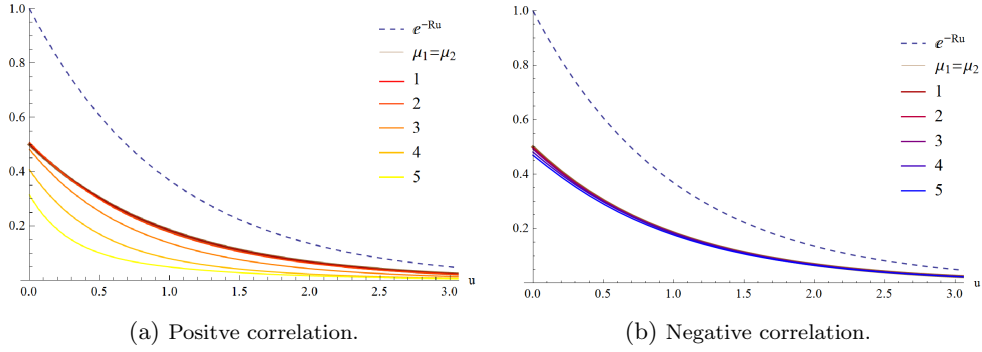 1.0
0.8
0.6
0.4
0.2
0.0 0.5 1.0 1.5 2.0 2.5 3.0 u
e^{-Ru}
μ₁=μ₂
1
2
3
4
5
(a) Positve correlation.
1.0
0.8
0.6
0.4
0.2
0.0 0.5 1.0 1.5 2.0 2.5 3.0 u
e^{-Ru}
μ₁=μ₂
1
2
3
4
5
(b) Negative correlation.